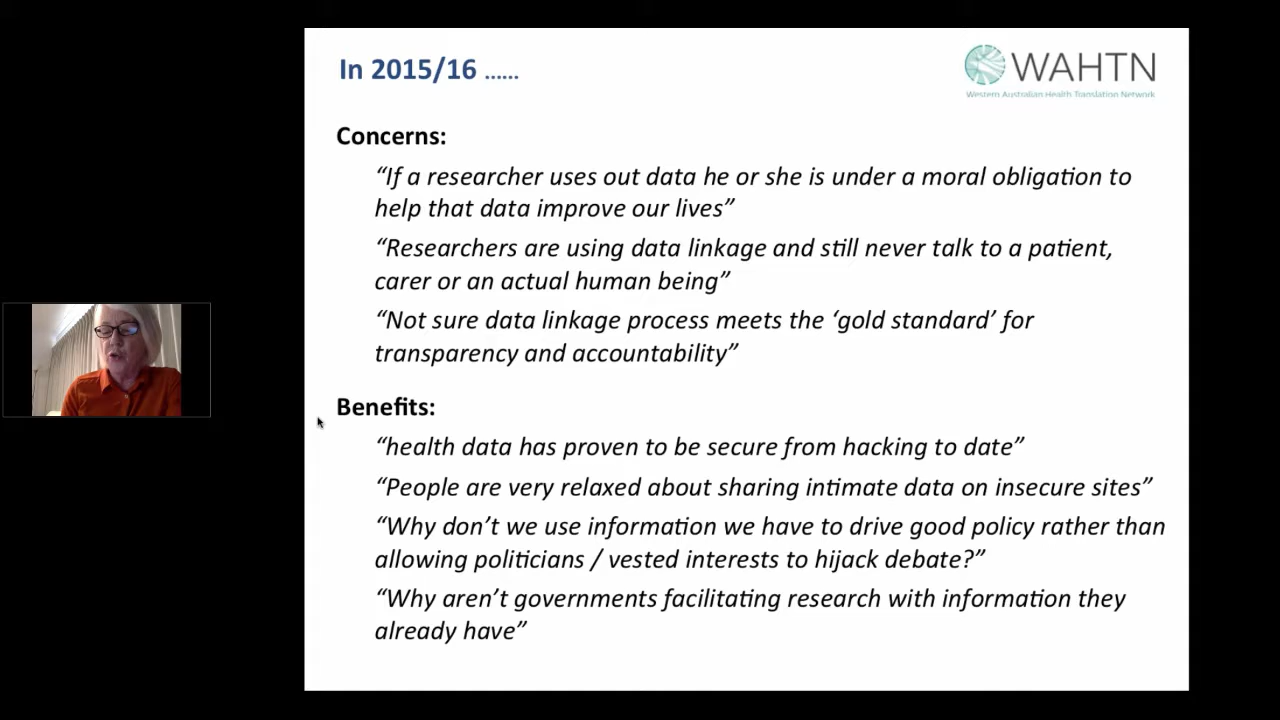 In 2015/16 ......
WAHTN
Western Australian Health Translation Network
Concerns:
“If a researcher uses out data he or she is under a moral obligation to
help that data improve our lives”
“Researchers are using data linkage and still never talk to a patient,
carer or an actual human being”
“Not sure data linkage process meets the ‘gold standard’ for
transparency and accountability”
Benefits:
“health data has proven to be secure from hacking to date”
“People are very relaxed about sharing intimate data on insecure sites”
“Why don’t we use information we have to drive good policy rather than
allowing politicians / vested interests to hijack debate?”
“Why aren’t governments facilitating research with information they
already have”